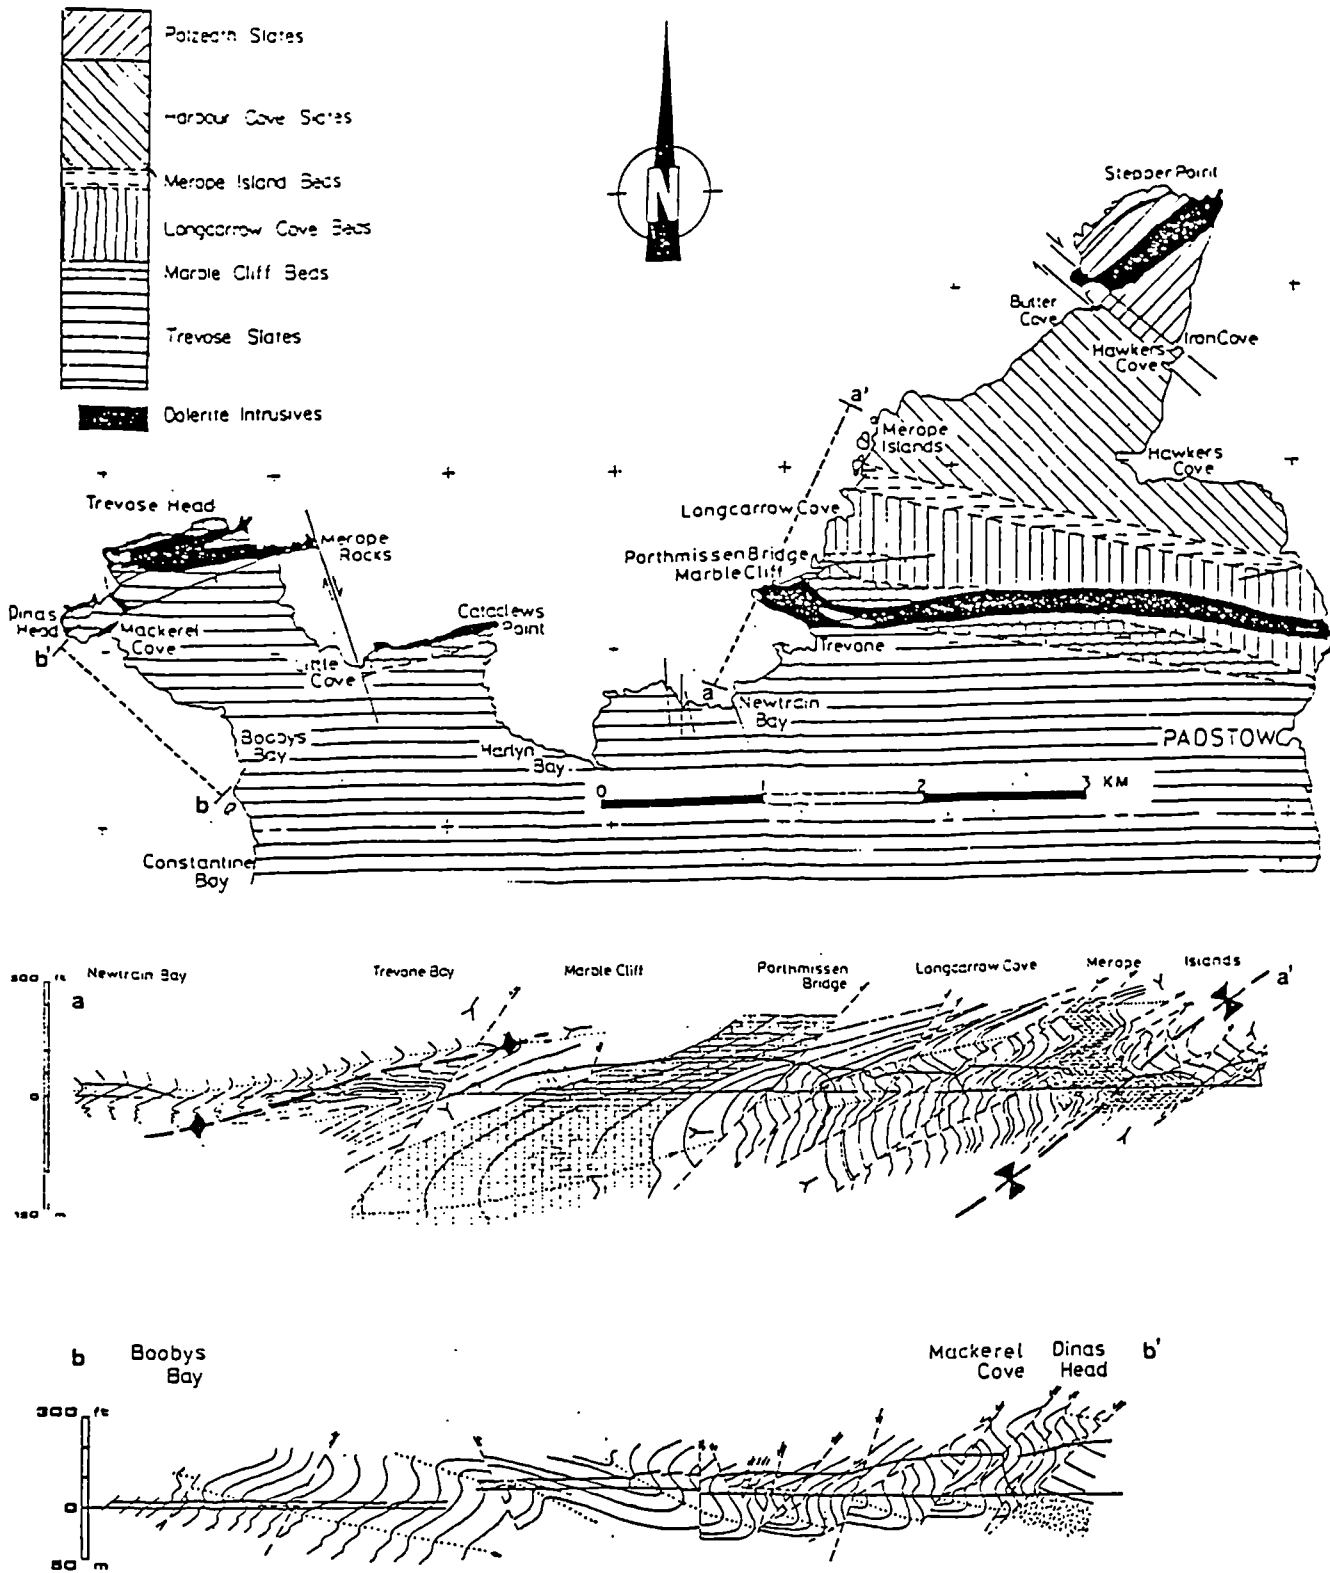 Polzeath Slates
Harbour Cove Slates
Merope Island Beds
Longcarrow Cove Beds
Marble Cliff Beds
Trevose Slates
Dolerite Intrusives
N
Stepper Point
Butter
Cove
Iron Cove
Hawkers
Cove
a'
Merope
Islands
Hawkers
Cove
Trevose Head
Merope
Rocks
Longcarrow Cove
Porthmissen Bridge
Marble Cliff
Dinas
Head
Mackerel
Cove
b'
Cataclews
Point
Little
Cove
Trevone
a
Newtrain
Bay
Boobys
Bay
Harlyn
Bay
PADSTOW
b
0 1 2 3 KM
Constantine
Bay
300 ft
Newtrain Bay
Trevone Bay
Marble Cliff
Porthmissen
Bridge
Longcarrow Cove
Merope Islands
a
a'
0
150 m
b
Boobys
Bay
Mackerel
Cove
Dinas
Head
b'
300 ft
0
50 m